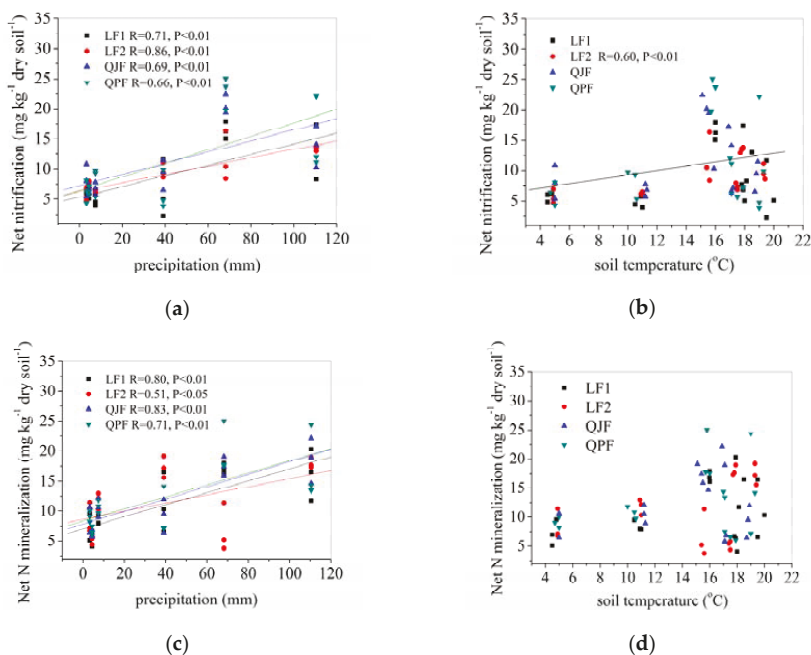 Net nitrification (mg kg⁻¹ dry soil⁻¹)
40
35
30
25
20
15
10
5
0
LF1 R=0.71, P<0.01
LF2 R=0.86, P<0.01
QJF R=0.69, P<0.01
QPF R=0.66, P<0.01
0 20 40 60 80 100 120
precipitation (mm)
(a)
Net nitrification (mg kg⁻¹ dry soil⁻¹)
35
30
25
20
15
10
5
0
LF1
LF2 R=0.60, P<0.01
QJF
QPF
4 6 8 10 12 14 16 18 20 22
soil temperature (°C)
(b)
Net N mineralization (mg kg⁻¹ dry soil⁻¹)
35
30
25
20
15
10
5
LF1 R=0.80, P<0.01
LF2 R=0.51, P<0.05
QJF R=0.83, P<0.01
QPF R=0.71, P<0.01
0 20 40 60 80 100 120
precipitation (mm)
(c)
Net N mineralization (mg kg⁻¹ dry soil⁻¹)
35
30
25
20
15
10
5
LF1
LF2
QJF
QPF
4 6 8 10 12 14 16 18 20 22
soil temperature (°C)
(d)